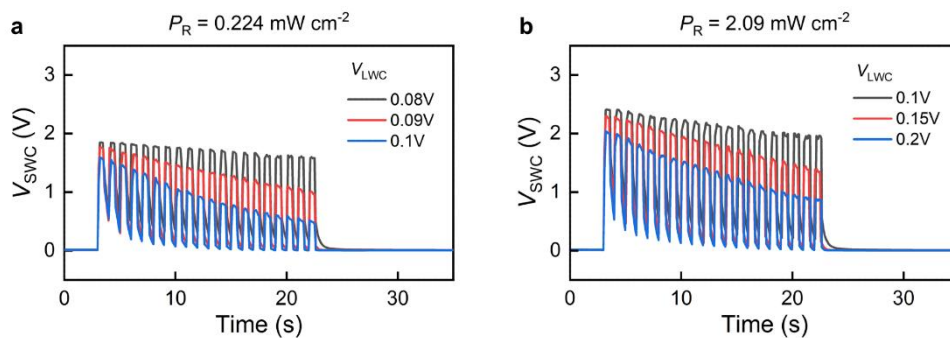 a
P_R = 0.224 mW cm⁻²
V_LWC
0.08V
0.09V
0.1V
V_SWC (V)
3
2
1
0
0 10 20 30
Time (s)
b
P_R = 2.09 mW cm⁻²
V_LWC
0.1V
0.15V
0.2V
V_SWC (V)
3
2
1
0
0 10 20 30
Time (s)